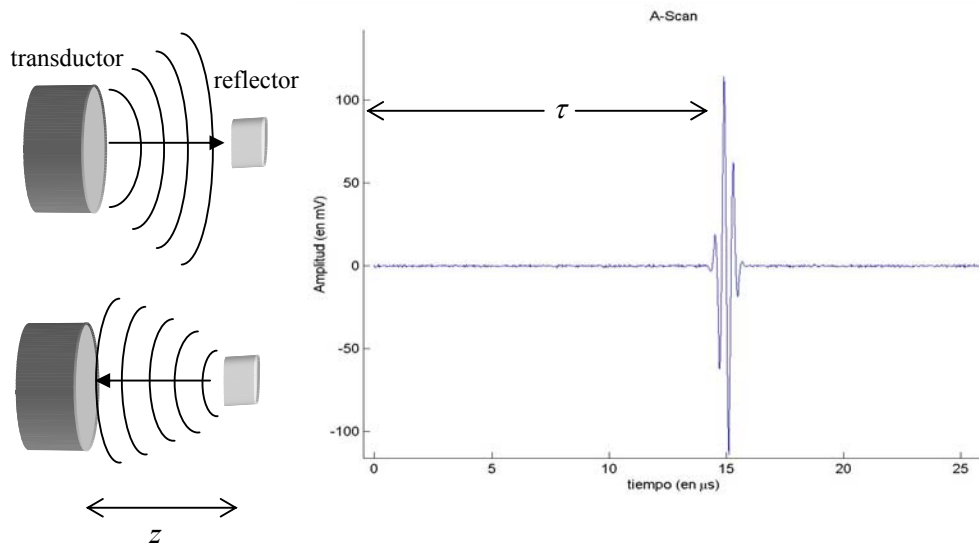 transductor
reflector
z
A-Scan
τ
Amplitud (en mV)
100
50
0
-50
-100
0 5 10 15 20 25
tiempo (en μs)